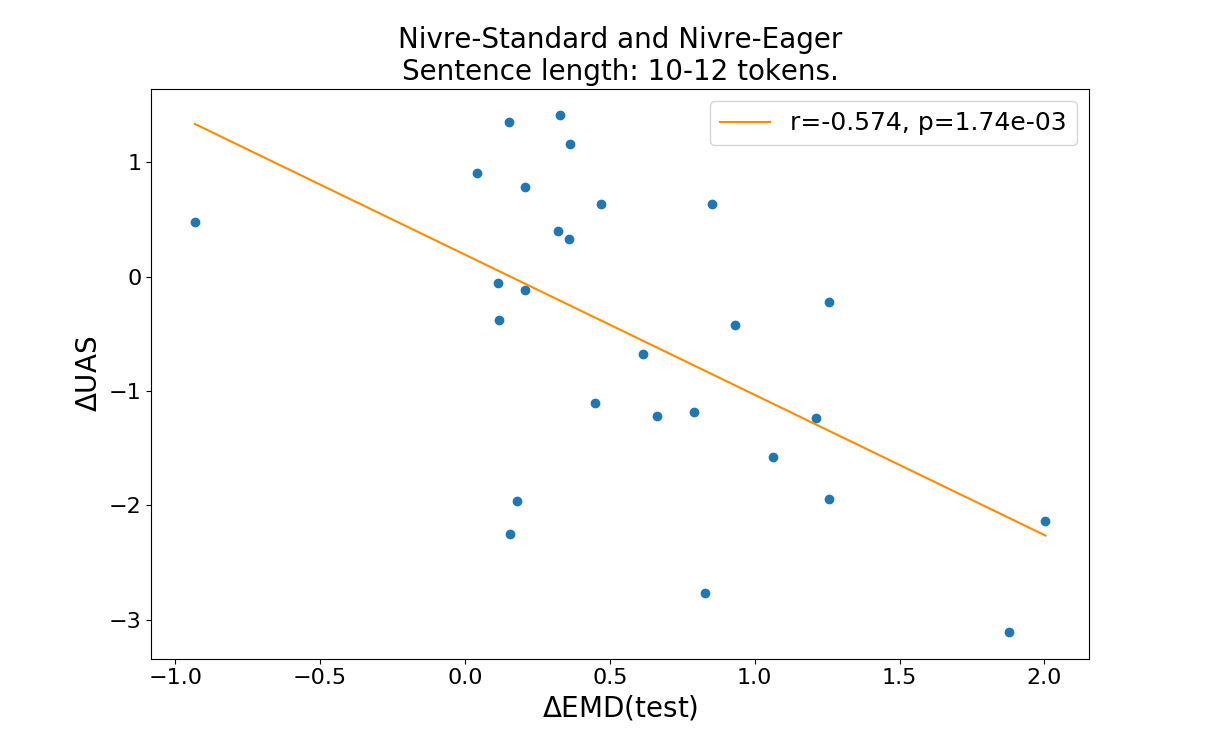 Nivre-Standard and Nivre-Eager
Sentence length: 10-12 tokens.
r=-0.574, p=1.74e-03
1
0
−1
−2
−3
ΔUAS
−1.0 −0.5 0.0 0.5 1.0 1.5 2.0
ΔEMD(test)